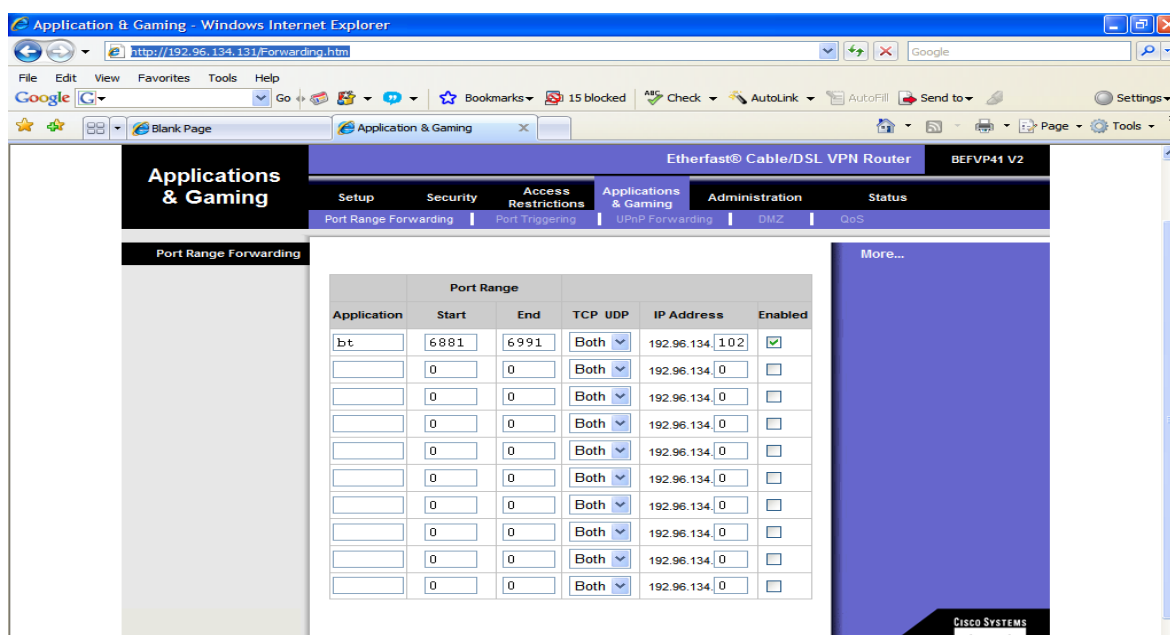 Application & Gaming - Windows Internet Explorer
http://192.96.134.131/Forwarding.htm
Google
File Edit View Favorites Tools Help
Google G Go Bookmarks 15 blocked ABC Check AutoLink AutoFill Send to Settings
Blank Page Application & Gaming Page Tools
Etherfast® Cable/DSL VPN Router BEFVP41 V2
Applications & Gaming
Setup Security Access Restrictions Applications & Gaming Administration Status
Port Range Forwarding Port Triggering UPnP Forwarding DMZ QoS
Port Range Forwarding
More...
Port Range
Application Start End TCP UDP IP Address Enabled
bt 6881 6991 Both 192.96.134. 102
0 0 Both 192.96.134. 0
0 0 Both 192.96.134. 0
0 0 Both 192.96.134. 0
0 0 Both 192.96.134. 0
0 0 Both 192.96.134. 0
0 0 Both 192.96.134. 0
0 0 Both 192.96.134. 0
0 0 Both 192.96.134. 0
0 0 Both 192.96.134. 0
CISCO SYSTEMS